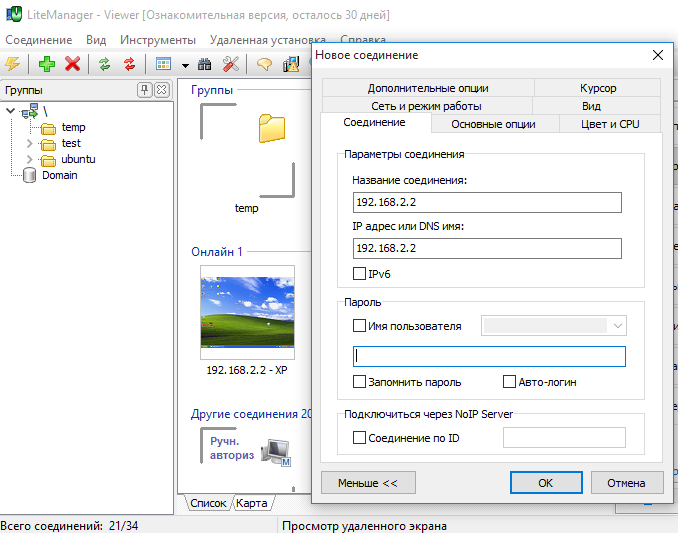 LiteManager - Viewer [Ознакомительная версия, осталось 30 дней]
Соединение Вид Инструменты Удаленная установка Справка
Группы
\
temp
test
ubuntu
Domain
Группы
temp
Онлайн 1
192.168.2.2 - XP
Другие соединения 20
Ручн.
авториз
M
Список Карта
Всего соединений: 21/34
Просмотр удаленного экрана
Новое соединение
Дополнительные опции Курсор
Сеть и режим работы Вид
Соединение Основные опции Цвет и CPU
Параметры соединения
Название соединения:
192.168.2.2
IP адрес или DNS имя:
192.168.2.2
IPv6
Пароль
Имя пользователя
Запомнить пароль Авто-логин
Подключиться через NoIP Server
Соединение по ID
Меньше << OK Отмена